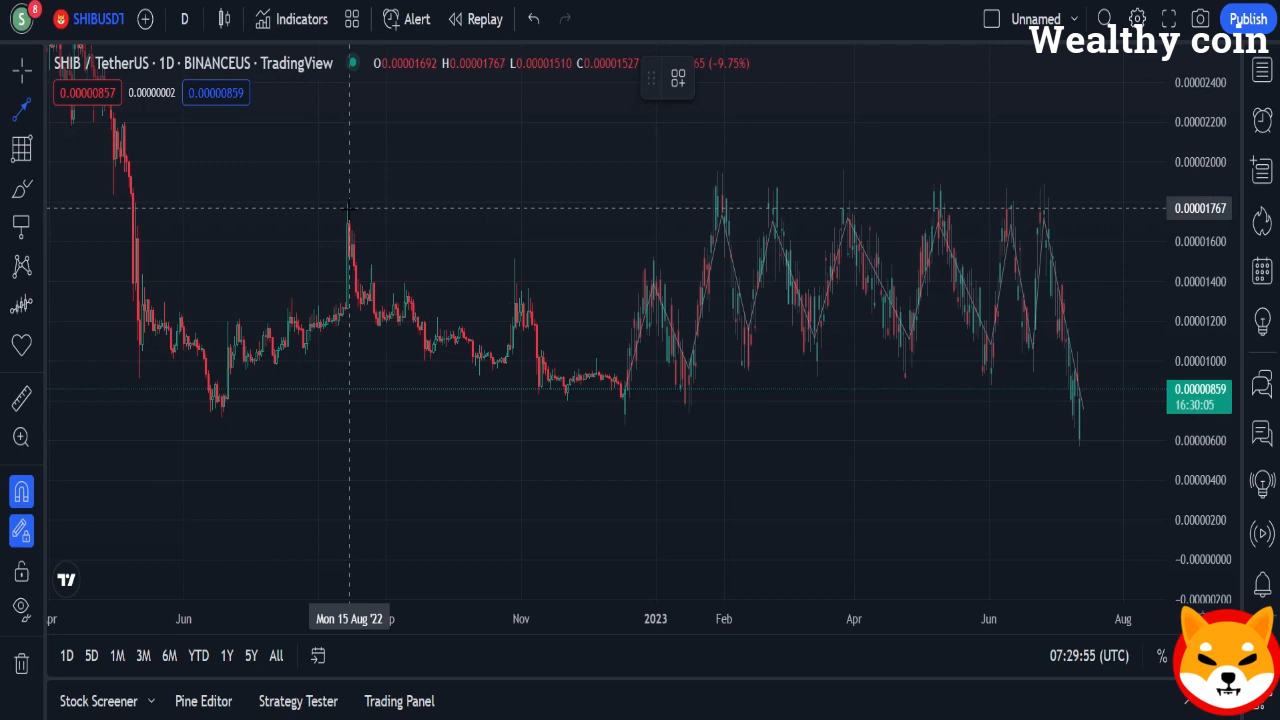 S 8 SHIBUSDT D Indicators Alert Replay Unnamed Publish
Wealthy coin
SHIB / TetherUS · 1D · BINANCEUS · TradingView O0.00001692 H0.00001767 L0.00001510 C0.00001527 65 (-9.75%)
0.00000857 0.00000002 0.00000859
0.00002400
0.00002200
0.00002000
0.00001767
0.00001600
0.00001400
0.00001200
0.00001000
0.00000859
16:30:05
0.00000600
0.00000400
0.00000200
-0.00000000
-0.00000200
pr Jun Mon 15 Aug '22 p Nov 2023 Feb Apr Jun Aug
1D 5D 1M 3M 6M YTD 1Y 5Y All 07:29:55 (UTC) %
Stock Screener Pine Editor Strategy Tester Trading Panel